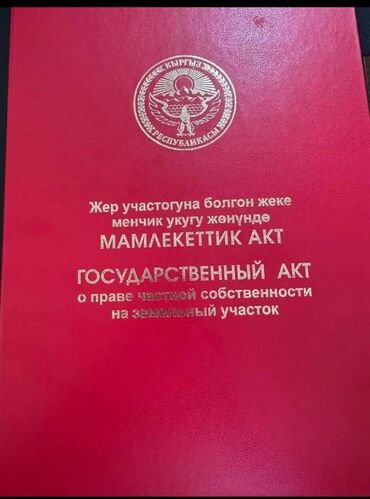 КЫРГЫЗ
РЕСПУБЛИКАСЫ
Жер участогуна болгон жеке
менчик укугу жөнүндө
МАМЛЕКЕТТИК АКТ
ГОСУДАРСТВЕННЫЙ АКТ
о праве частной собственности
на земельный участок